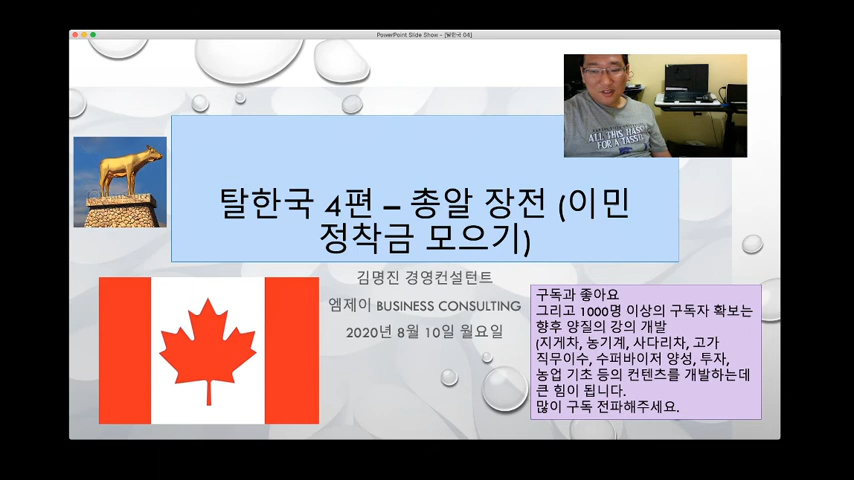 PowerPoint Slide Show - [탈한국 04]
ALL THIS HASSLE
FOR A TASSEL
탈한국 4편 – 총알 장전 (이민
정착금 모으기)
김명진 경영컨설턴트
엠제이 BUSINESS CONSULTING
2020년 8월 10일 월요일
구독과 좋아요
그리고 1000명 이상의 구독자 확보는
향후 양질의 강의 개발
(지게차, 농기계, 사다리차, 고가
직무이수, 수퍼바이저 양성, 투자,
농업 기초 등의 컨텐츠를 개발하는데
큰 힘이 됩니다.
많이 구독 전파해주세요.